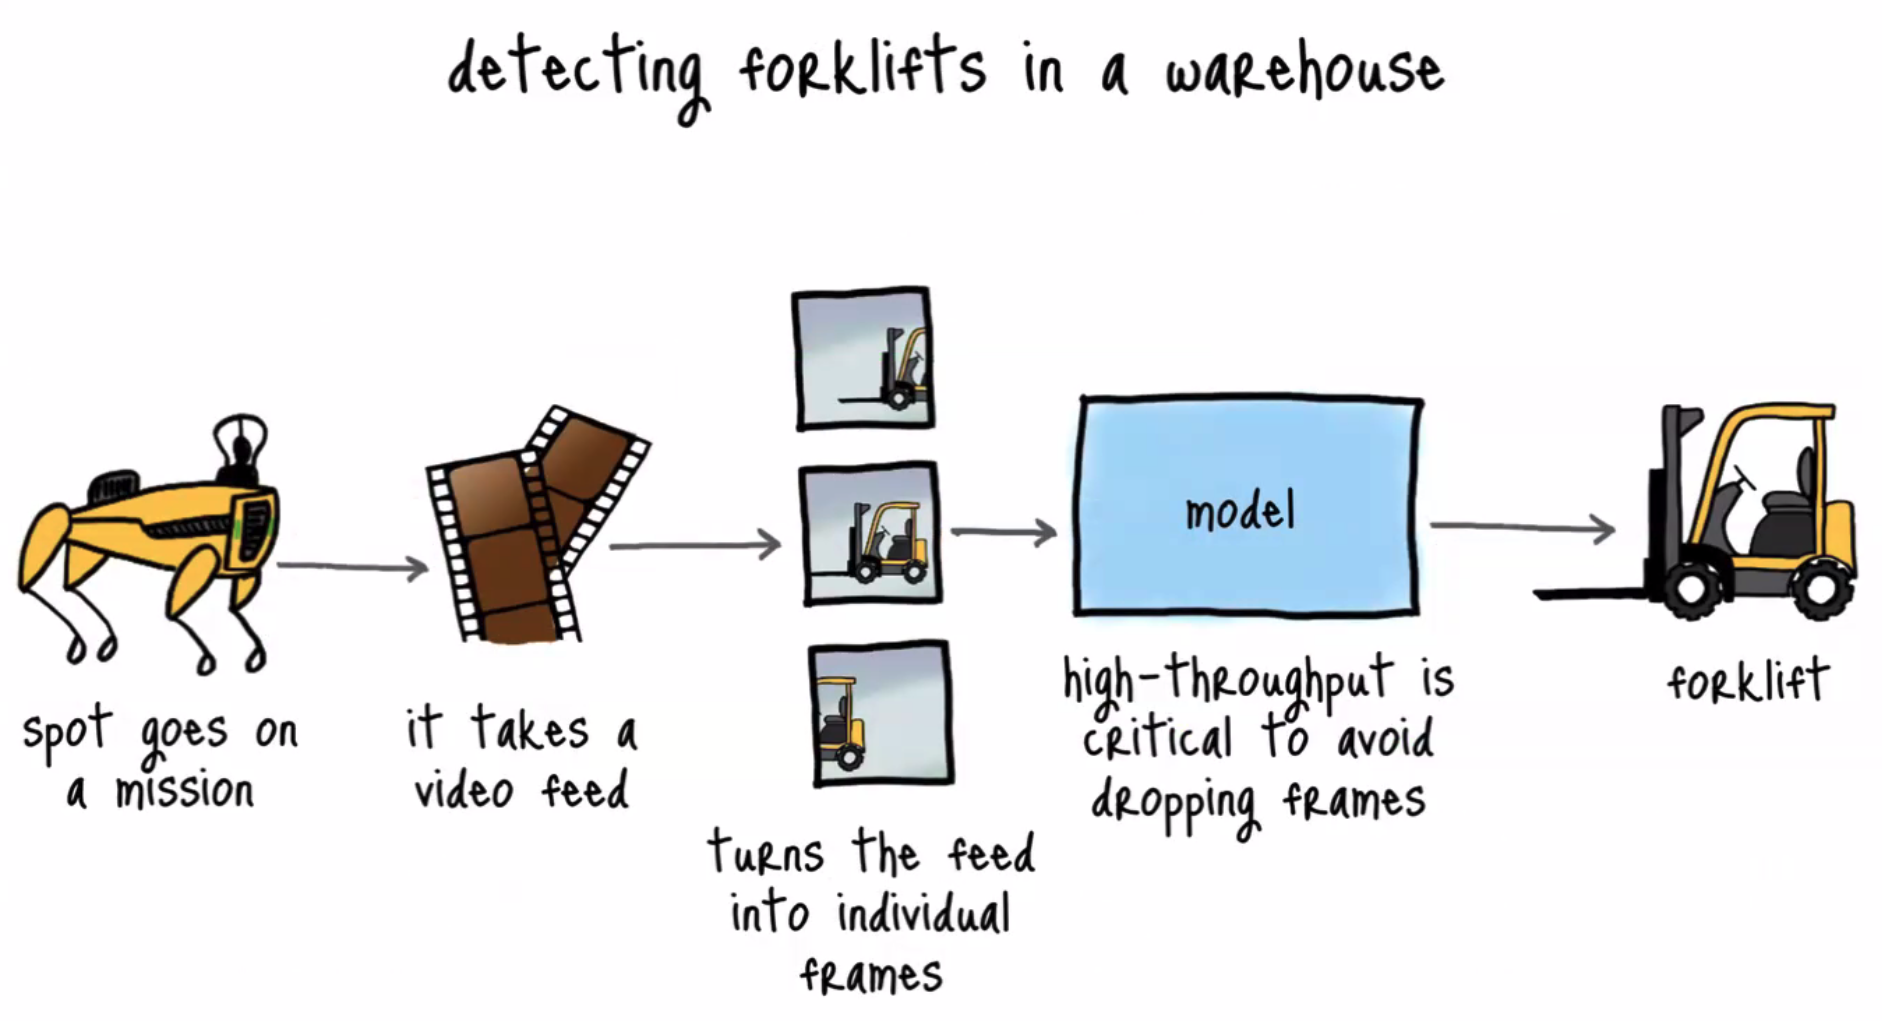 detecting forklifts in a warehouse
model
spot goes on
a mission
it takes a
video feed
turns the feed
into individual
frames
high-throughput is
critical to avoid
dropping frames
forklift